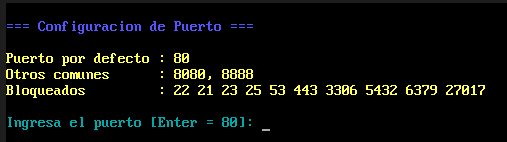 === Configuracion de Puerto ===
Puerto por defecto : 80
Otros comunes : 8080, 8888
Bloqueados : 22 21 23 25 53 443 3306 5432 6379 27017
Ingresa el puerto [Enter = 80]: _